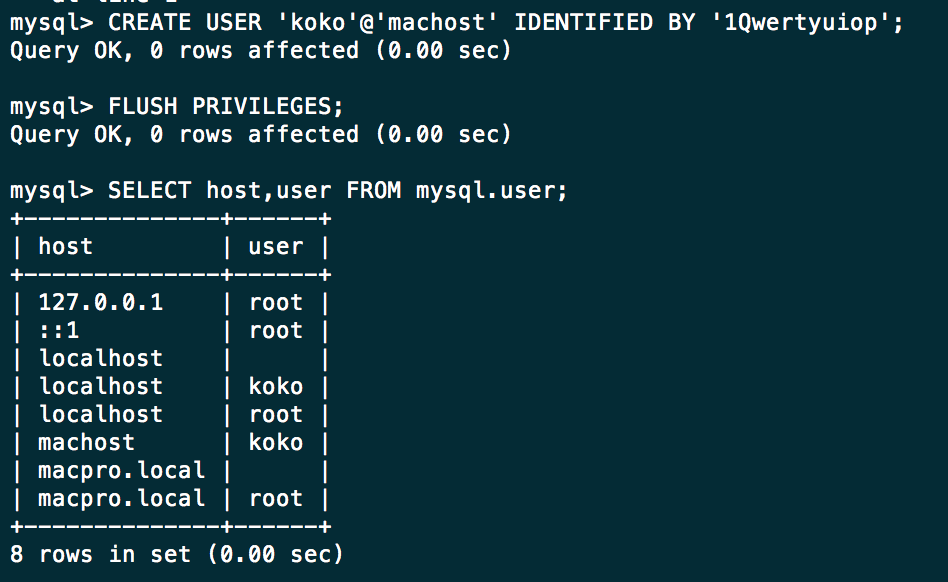 mysql> CREATE USER 'koko'@'machost' IDENTIFIED BY '1Qwertyuiop';
Query OK, 0 rows affected (0.00 sec)
mysql> FLUSH PRIVILEGES;
Query OK, 0 rows affected (0.00 sec)
mysql> SELECT host,user FROM mysql.user;
+--------------+------+
| host         | user |
+--------------+------+
| 127.0.0.1    | root |
| ::1          | root |
| localhost    |      |
| localhost    | koko |
| localhost    | root |
| machost      | koko |
| macpro.local |      |
| macpro.local | root |
+--------------+------+
8 rows in set (0.00 sec)